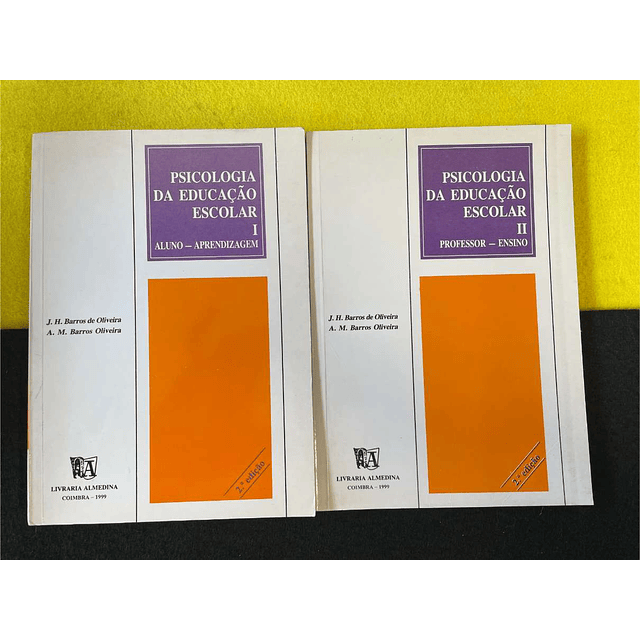 PSICOLOGIA
DA EDUCAÇÃO
ESCOLAR
I
ALUNO — APRENDIZAGEM
J. H. Barros de Oliveira
A. M. Barros Oliveira
2.ª edição
LIVRARIA ALMEDINA
COIMBRA – 1999
PSICOLOGIA
DA EDUCAÇÃO
ESCOLAR
II
PROFESSOR — ENSINO
J. H. Barros de Oliveira
A. M. Barros Oliveira
2.ª edição
LIVRARIA ALMEDINA
COIMBRA – 1999